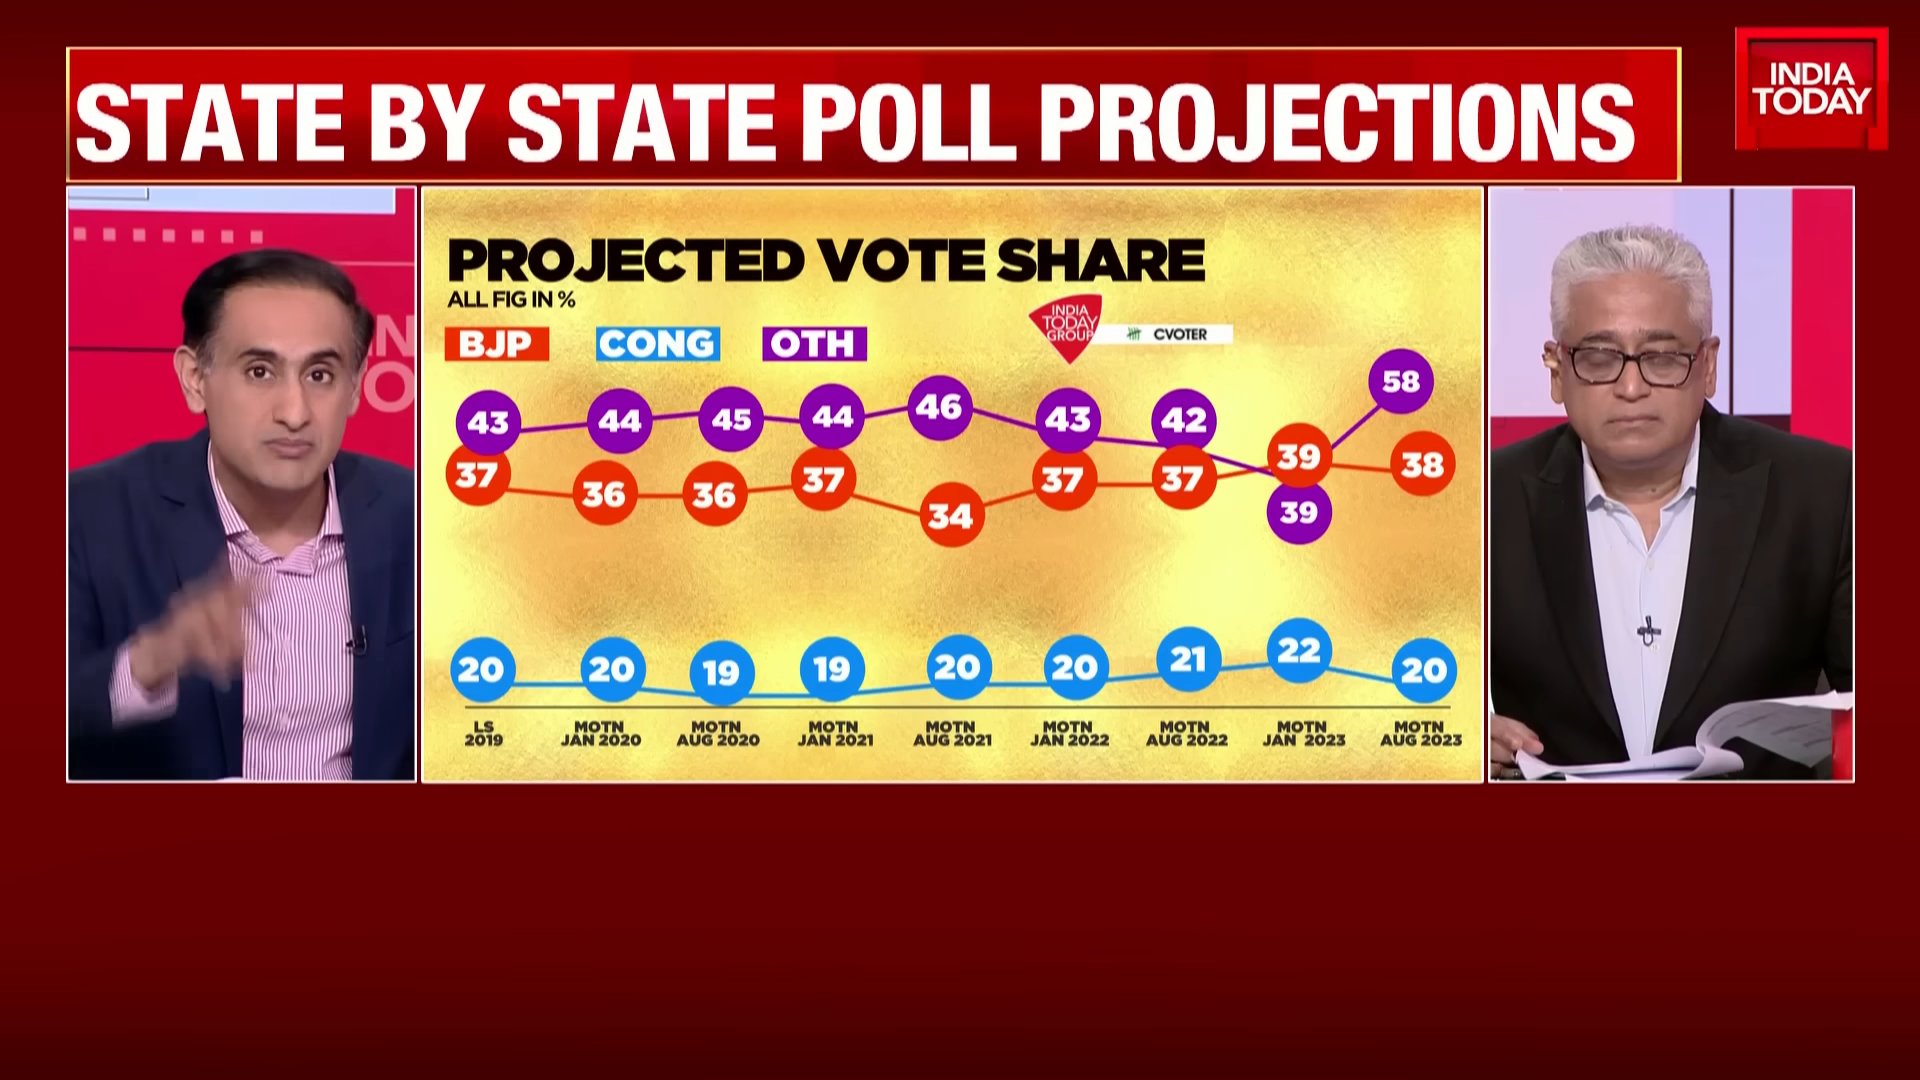 STATE BY STATE POLL PROJECTIONS
INDIA
TODAY
PROJECTED VOTE SHARE
ALL FIG IN %
BJP CONG OTH
INDIA
TODAY
GROUP
CVOTER
43 44 45 44 46 43 42 39 58
37 36 36 37 34 37 37 39 38
20 20 19 19 20 20 21 22 20
LS
2019
MOTN
JAN 2020
MOTN
AUG 2020
MOTN
JAN 2021
MOTN
AUG 2021
MOTN
JAN 2022
MOTN
AUG 2022
MOTN
JAN 2023
MOTN
AUG 2023